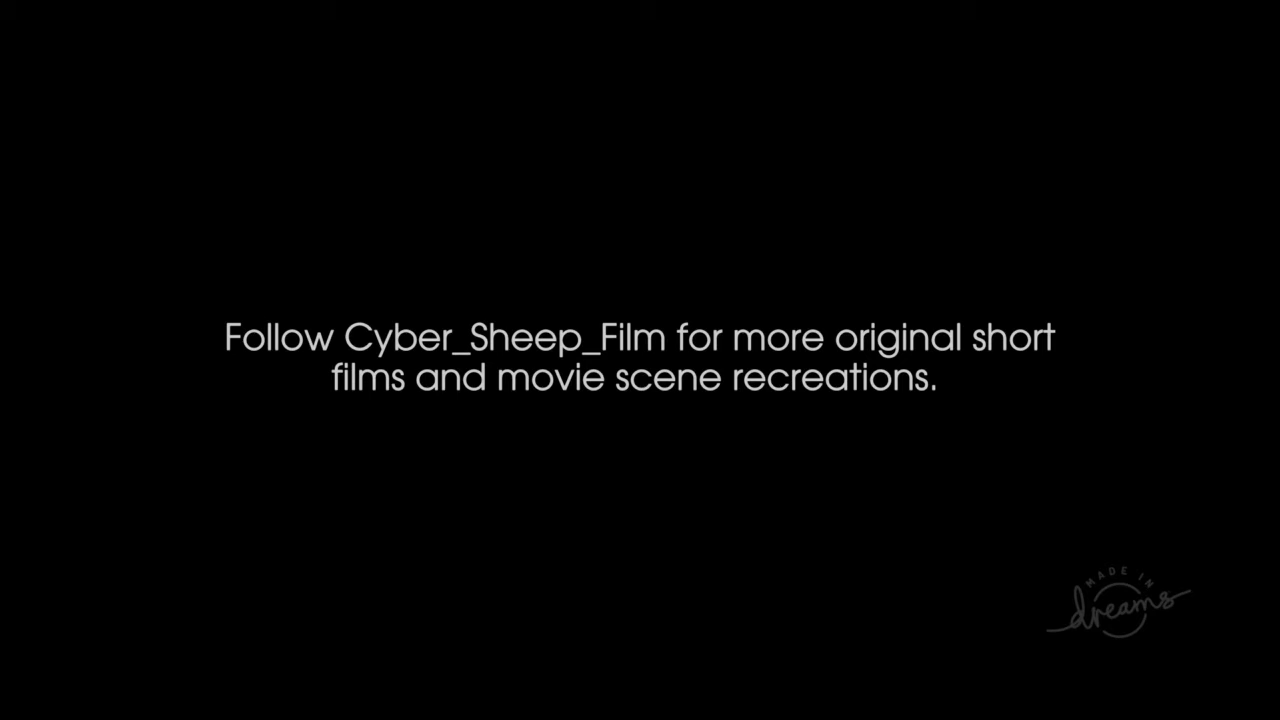 Follow Cyber_Sheep_Film for more original short
films and movie scene recreations.
MADE IN
dreams